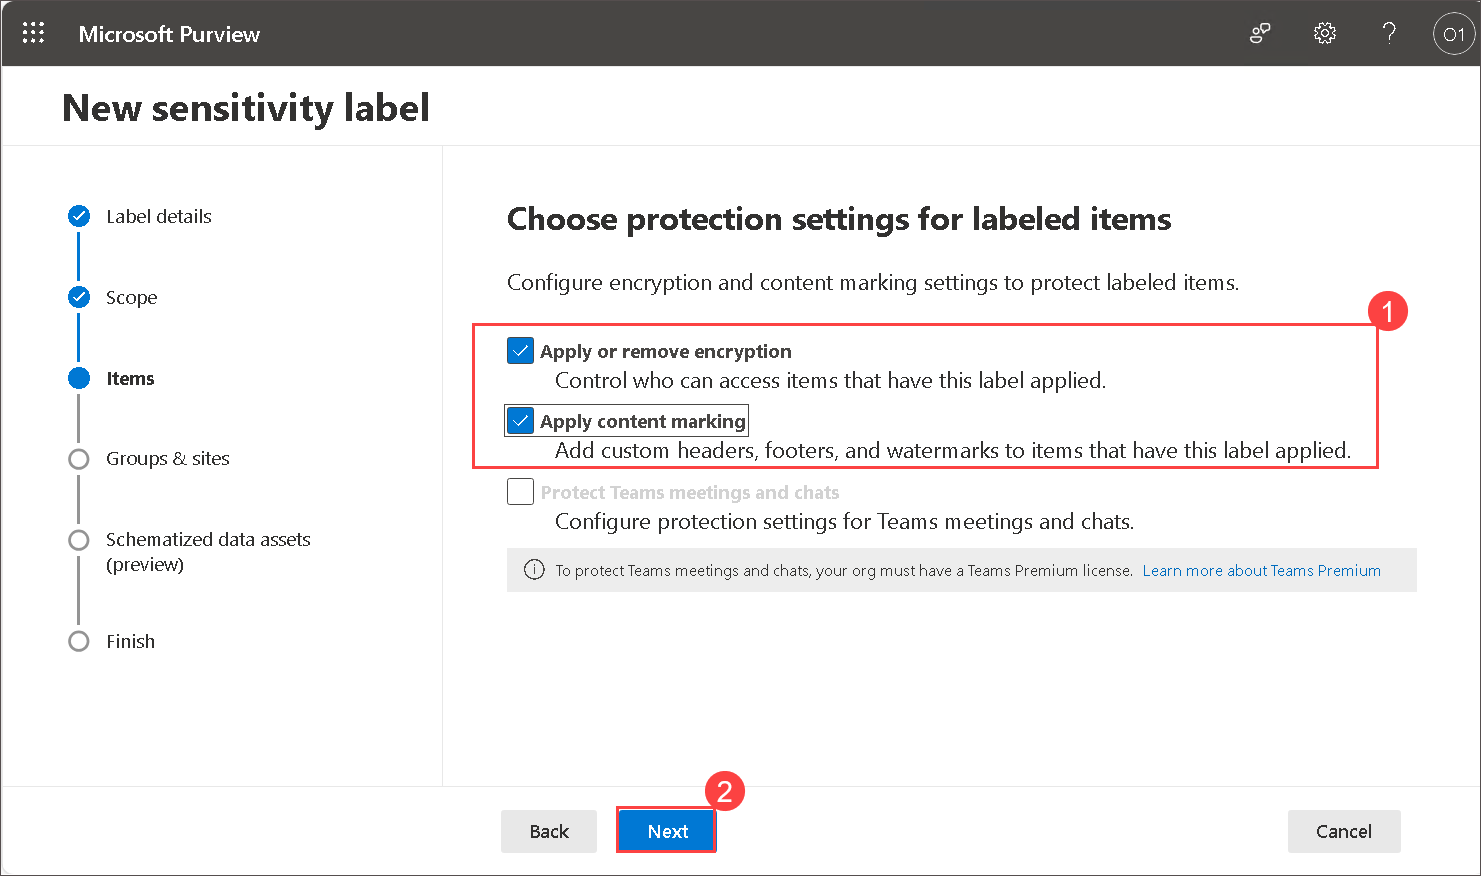 Microsoft Purview
O1
New sensitivity label
Label details
Scope
Items
Groups & sites
Schematized data assets
(preview)
Finish
Choose protection settings for labeled items
Configure encryption and content marking settings to protect labeled items.
1
Apply or remove encryption
Control who can access items that have this label applied.
Apply content marking
Add custom headers, footers, and watermarks to items that have this label applied.
Protect Teams meetings and chats
Configure protection settings for Teams meetings and chats.
To protect Teams meetings and chats, your org must have a Teams Premium license. Learn more about Teams Premium
2
Back
Next
Cancel